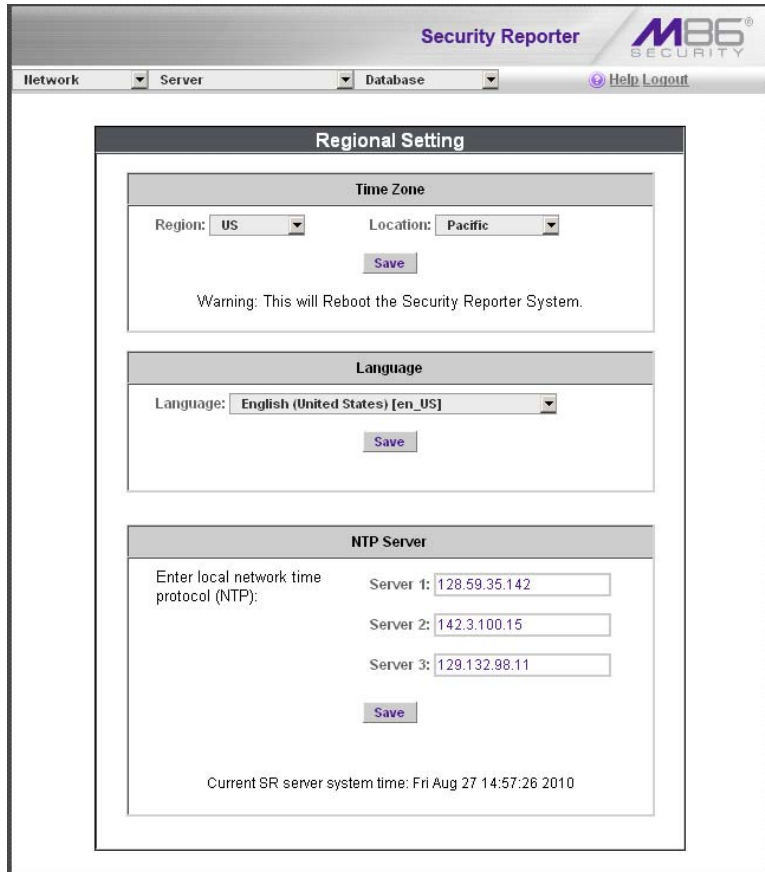 Security Reporter
M86®
SECURITY
Network Server Database Help Logout
Regional Setting
Time Zone
Region: US Location: Pacific
Save
Warning: This will Reboot the Security Reporter System.
Language
Language: English (United States) [en_US]
Save
NTP Server
Enter local network time
protocol (NTP):
Server 1: 128.59.35.142
Server 2: 142.3.100.15
Server 3: 129.132.98.11
Save
Current SR server system time: Fri Aug 27 14:57:26 2010